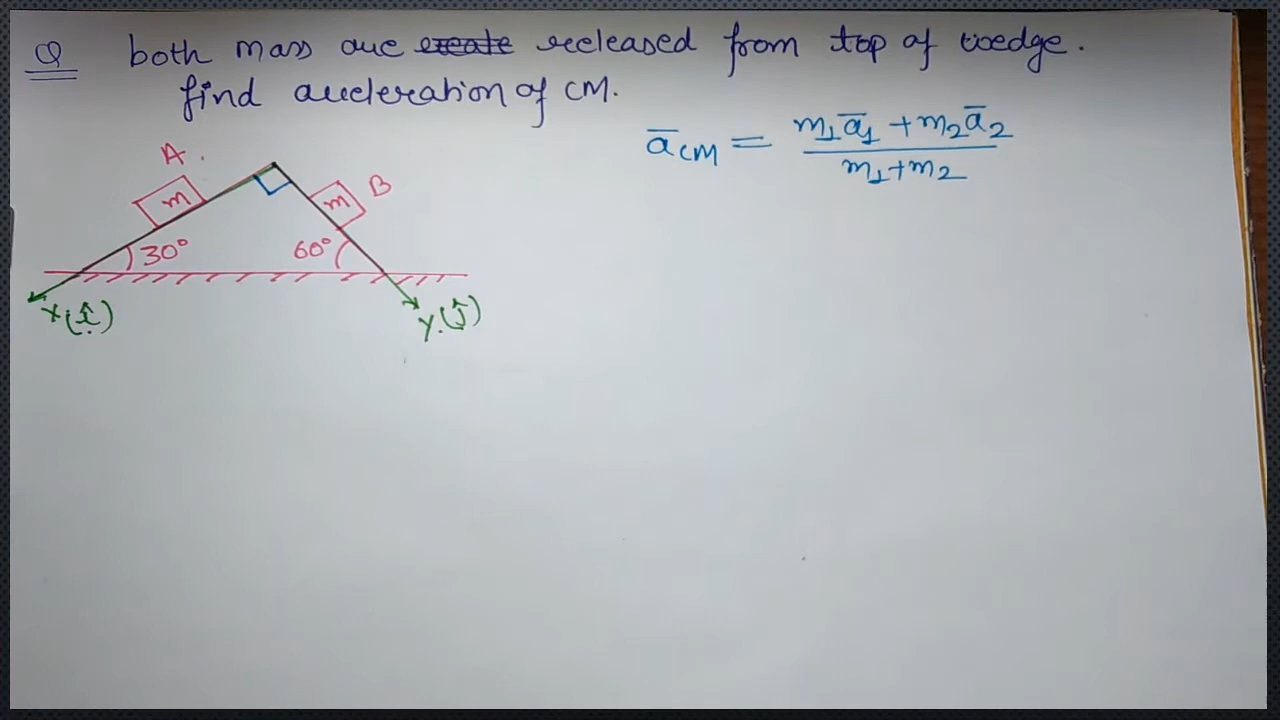 Q both mass are create released from top of wedge.
find acceleration of CM.
a̅CM = m1a̅1 + m2a̅2
m1+m2
A
m
m
B
30°
60°
x(î)
y.(ĵ)